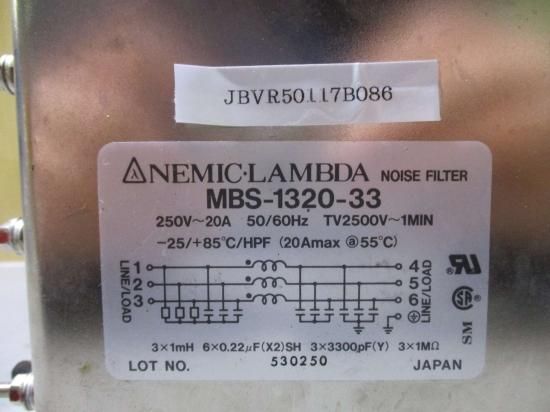 JBVR50117B086
NEMIC·LAMBDA NOISE FILTER
MBS-1320-33
250V~20A 50/60Hz TV2500V~1MIN
-25/+85°C/HPF (20Amax @55°C)
LINE/LOAD
1
2
3
4
5
6
LINE/LOAD
SM
3×1mH 6×0.22μF(X2)SH 3×3300pF(Y) 3×1MΩ
LOT NO. 530250 JAPAN